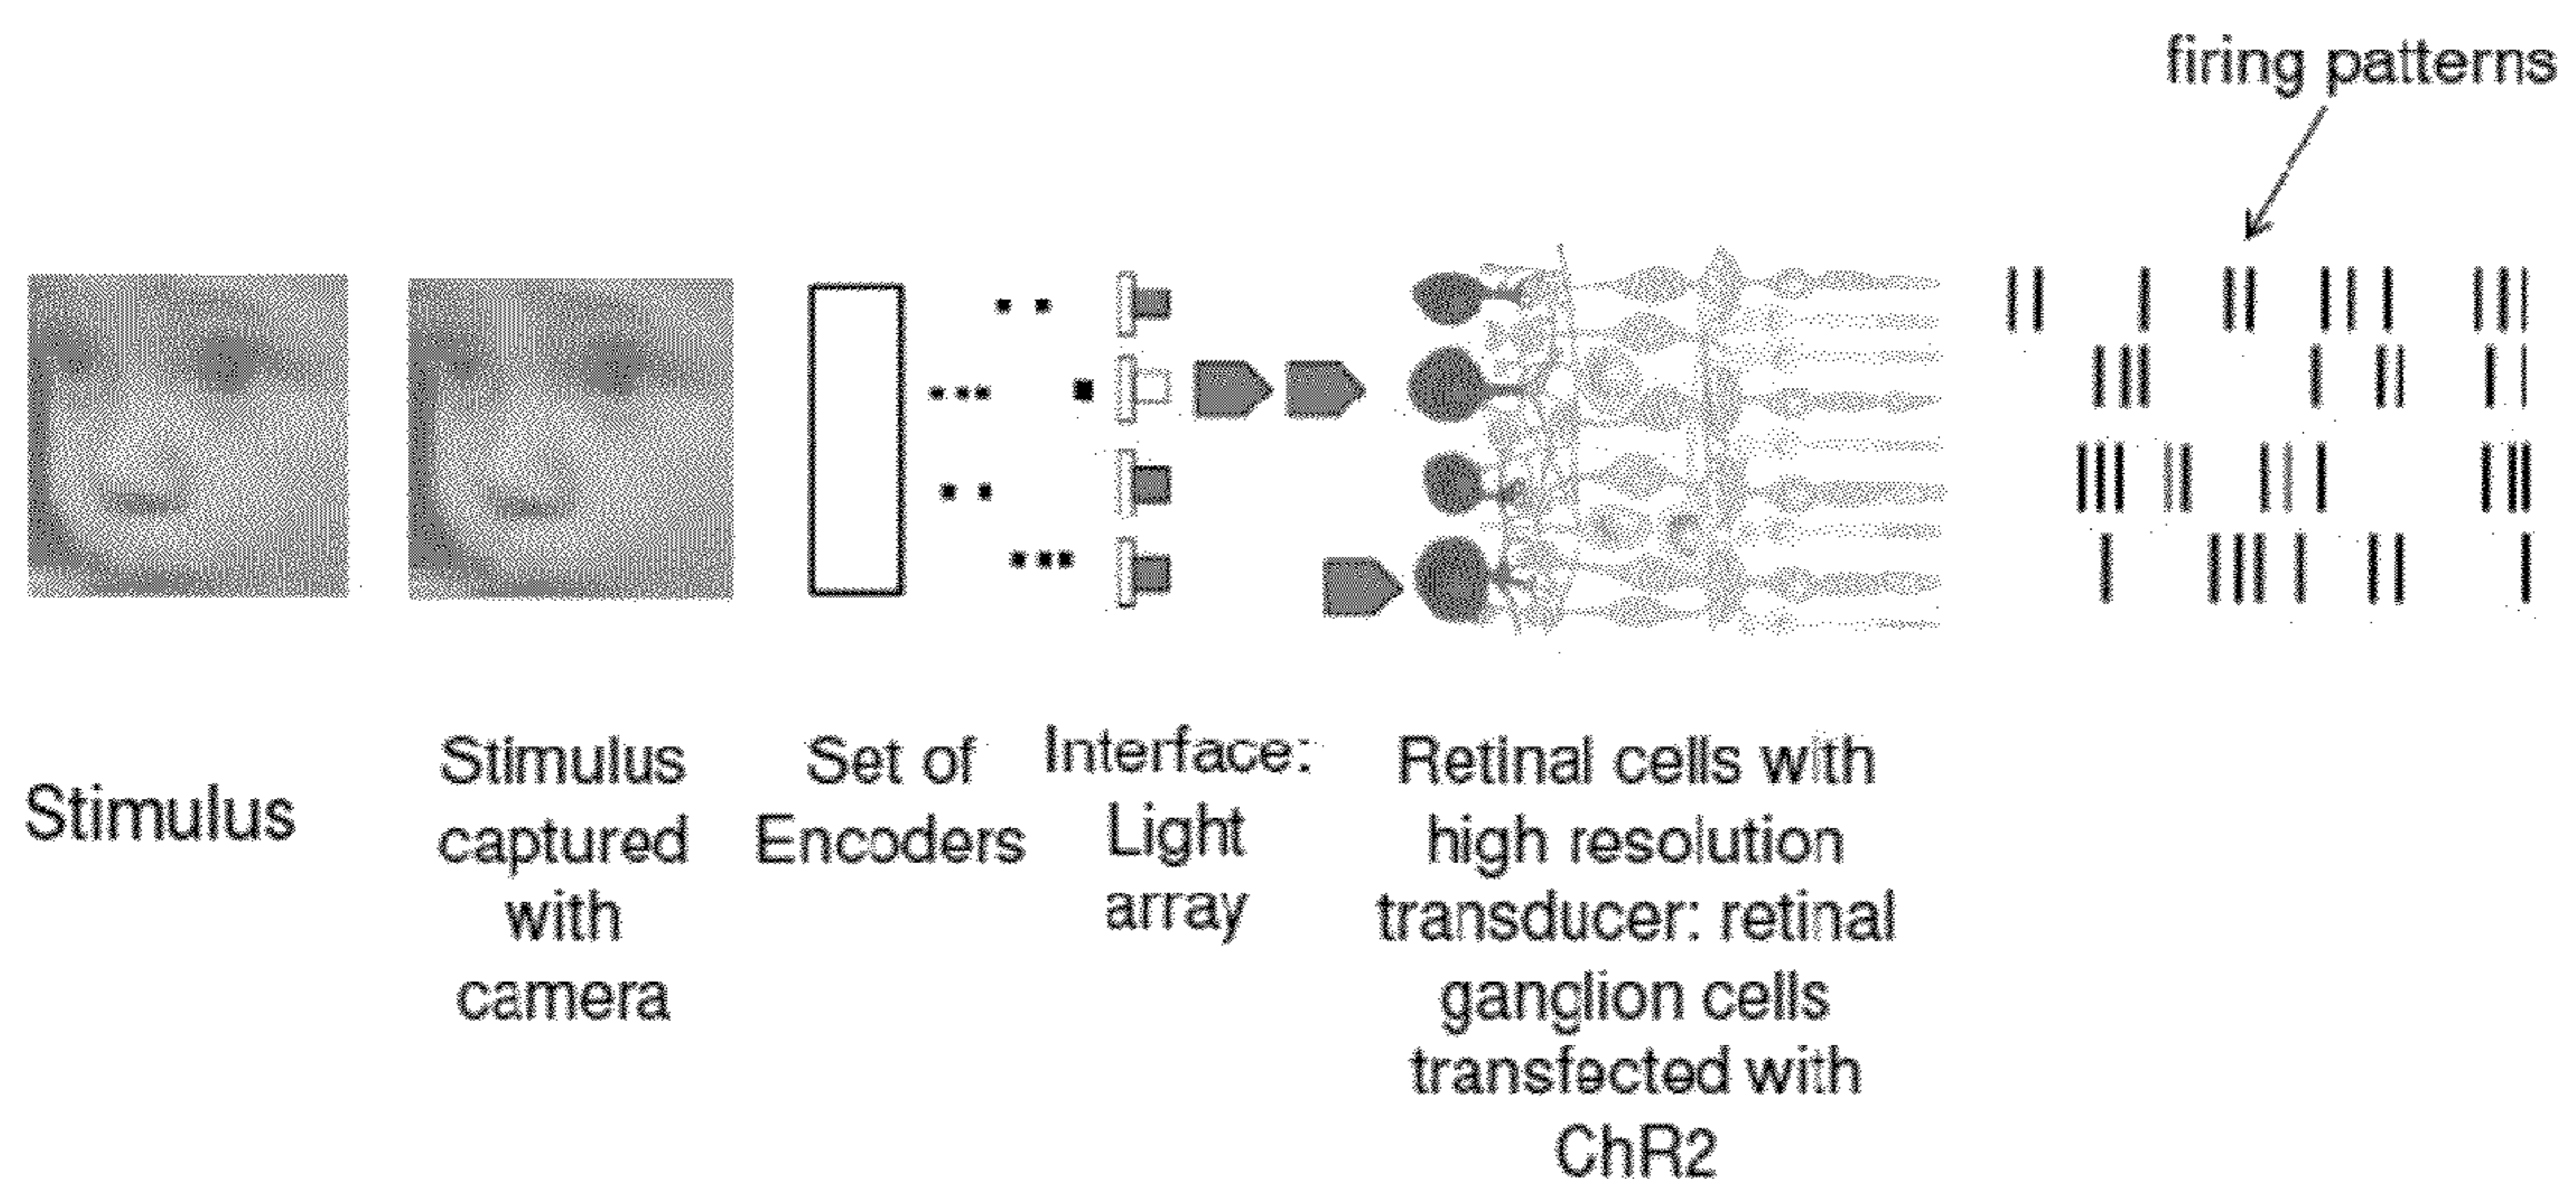 firing patterns
Stimulus
Stimulus
captured
with
camera
Set of
Encoders
Interface:
Light
array
Retinal cells with
high resolution
transducer: retinal
ganglion cells
transfected with
ChR2